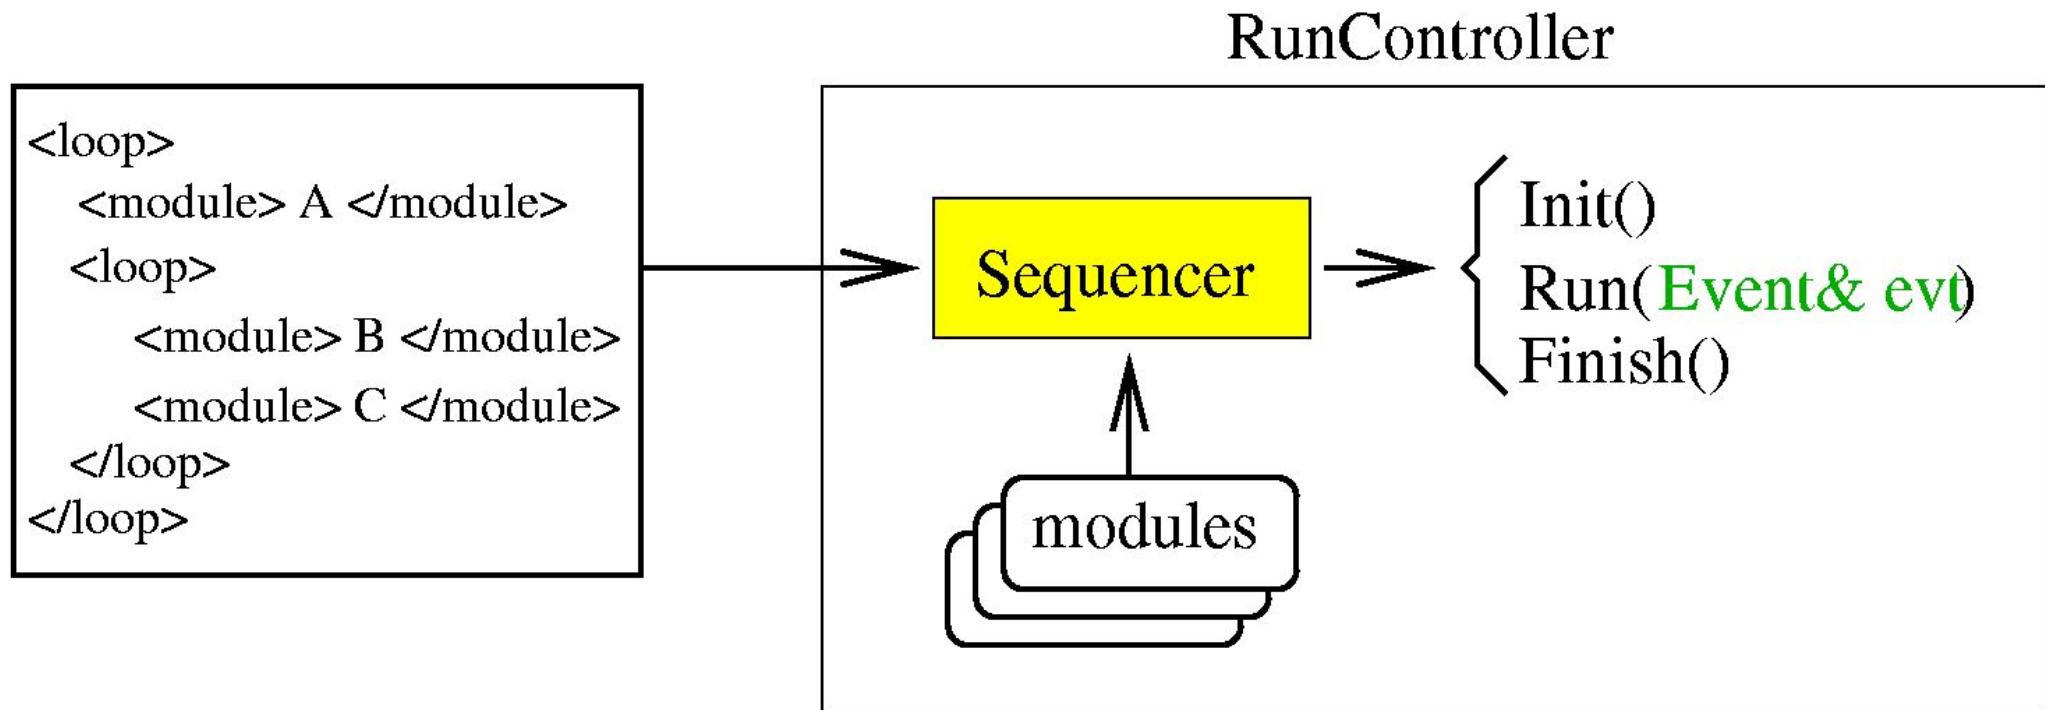 RunController
<loop>
<module> A </module>
<loop>
<module> B </module>
<module> C </module>
</loop>
</loop>
Sequencer
modules
Init()
Run( Event& evt)
Finish()